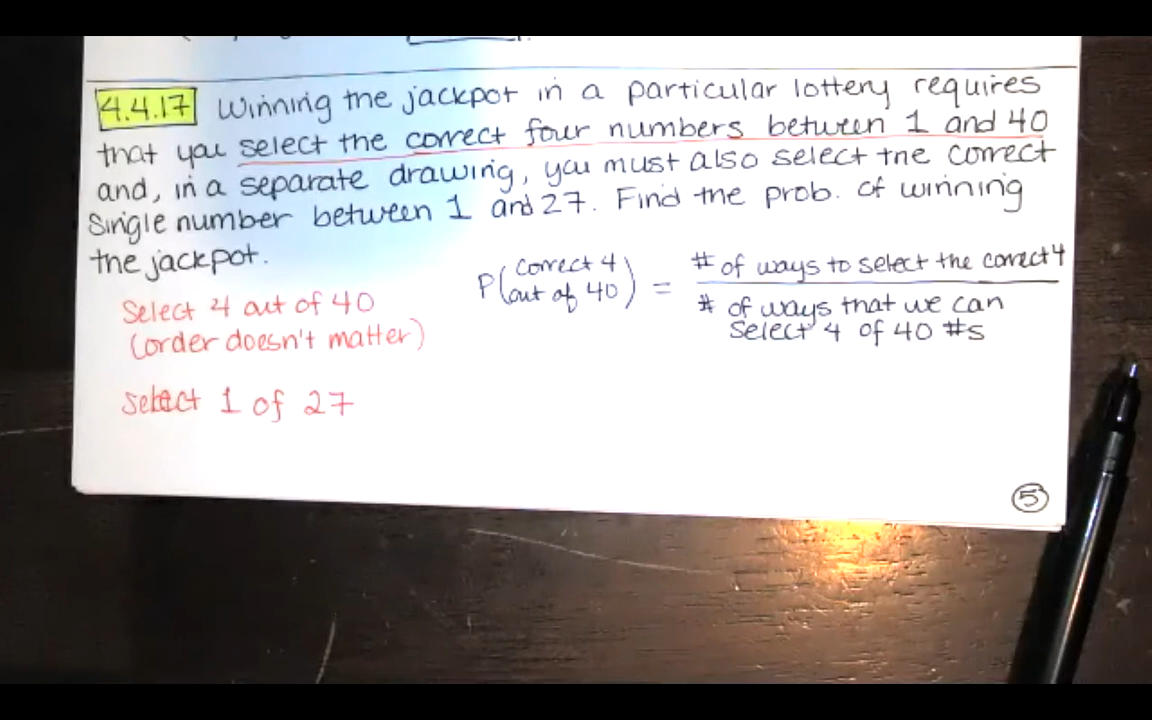 4.4.17 Winning the jackpot in a particular lottery requires
that you select the correct four numbers between 1 and 40
and, in a separate drawing, you must also select the correct
single number between 1 and 27. Find the prob. of winning
the jackpot.
Select 4 out of 40
(order doesn't matter)
select 1 of 27
P(correct 4
out of 40) =
# of ways to select the correct 4
# of ways that we can
select 4 of 40 #s
5